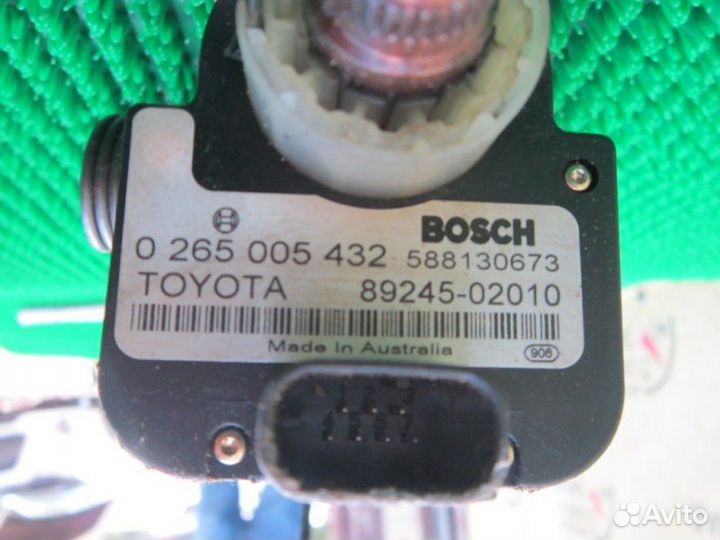 BOSCH
0 265 005 432 588130673
TOYOTA 89245-02010
Made In Australia
906
Avito